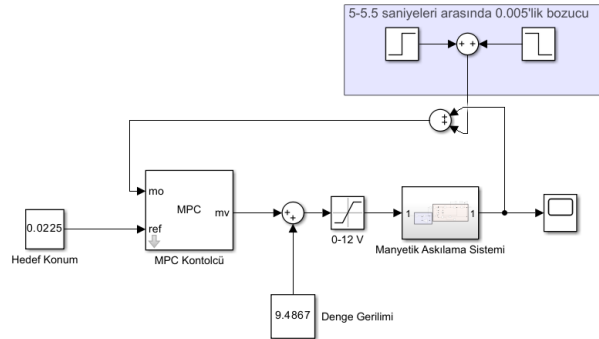 5-5.5 saniyeleri arasında 0.005'lik bozucu
mo
MPC
mv
ref
0.0225
Hedef Konum
MPC Kontolcü
0-12 V
1
1
Manyetik Askılama Sistemi
9.4867
Denge Gerilimi